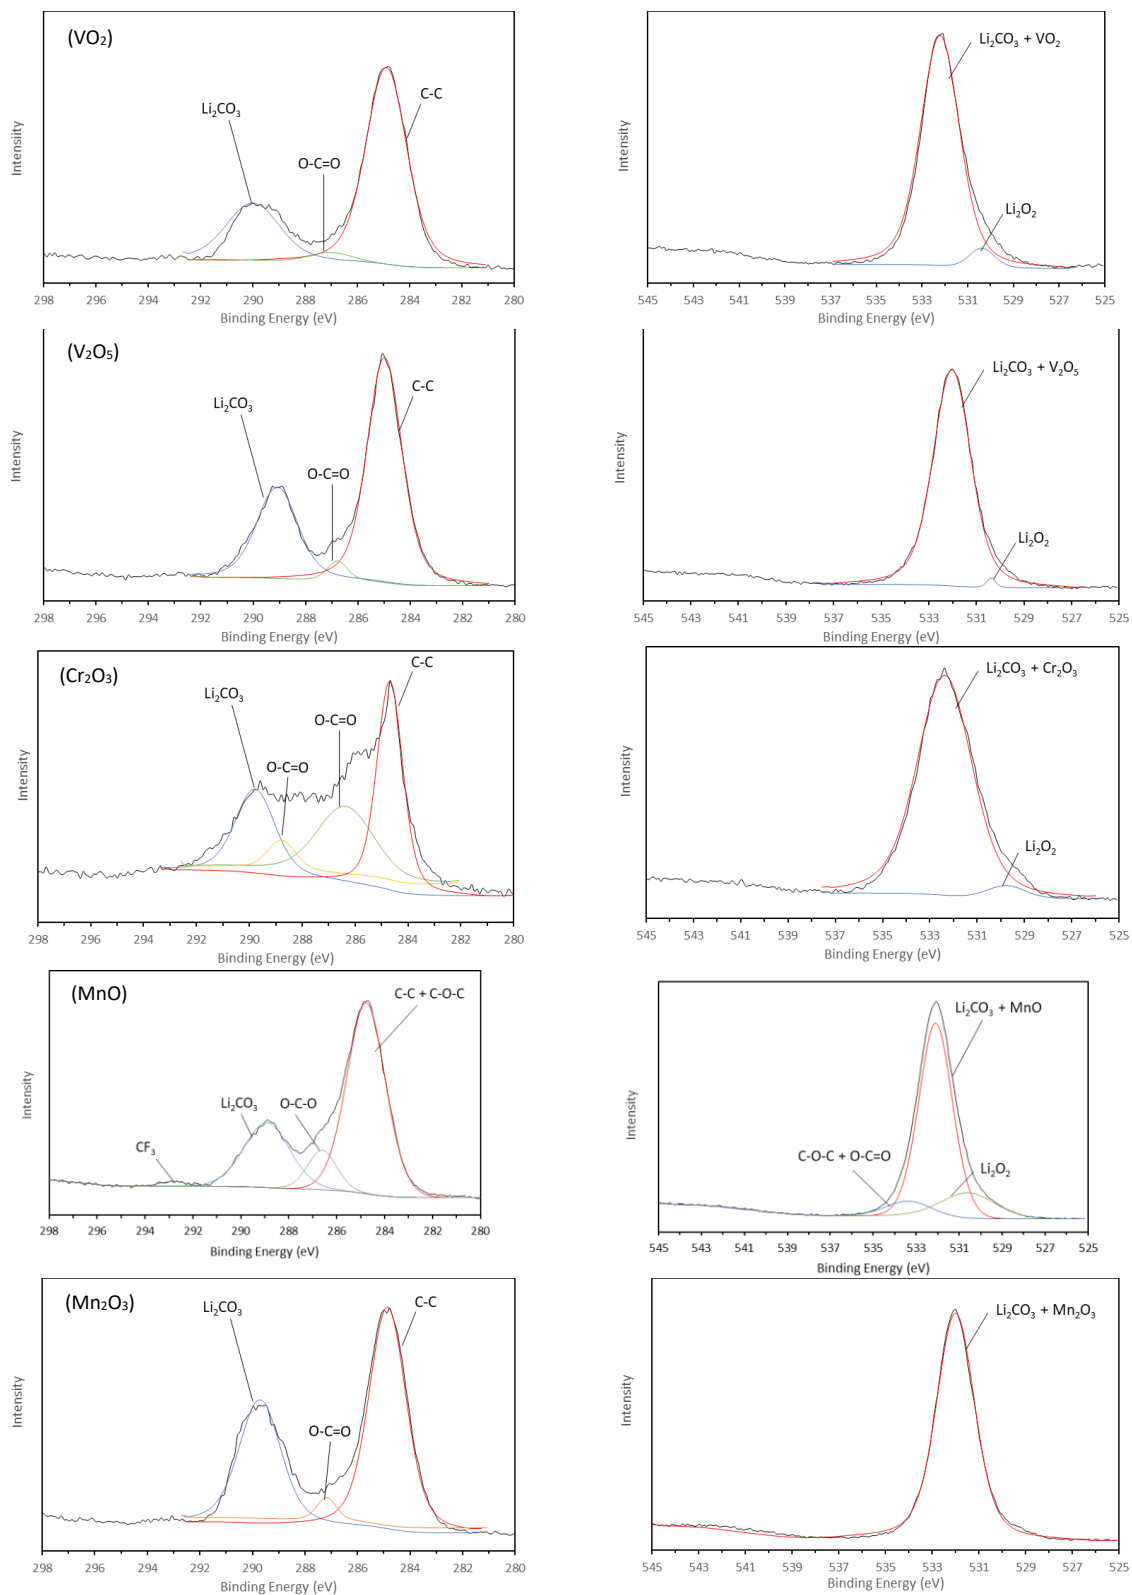 (VO₂)
Li₂CO₃
O-C=O
C-C
Intensity
298 296 294 292 290 288 286 284 282 280
Binding Energy (eV)
Li₂CO₃ + VO₂
Li₂O₂
Intensiity
545 543 541 539 537 535 533 531 529 527 525
Binding Energy (eV)
(V₂O₅)
Li₂CO₃
O-C=O
C-C
Intensity
298 296 294 292 290 288 286 284 282 280
Binding Energy (eV)
Li₂CO₃ + V₂O₅
Li₂O₂
Intensity
545 543 541 539 537 535 533 531 529 527 525
Binding Energy (eV)
(Cr₂O₃)
Li₂CO₃
O-C=O
O-C=O
C-C
Intensity
298 296 294 292 290 288 286 284 282 280
Binding Energy (eV)
Li₂CO₃ + Cr₂O₃
Li₂O₂
Intensity
545 543 541 539 537 535 533 531 529 527 525
Binding Energy (eV)
(MnO)
CF₃
Li₂CO₃
O-C-O
C-C + C-O-C
Intensity
298 296 294 292 290 288 286 284 282 280
Binding Energy (eV)
Li₂CO₃ + MnO
C-O-C + O-C=O
Li₂O₂
Intensity
545 543 541 539 537 535 533 531 529 527 525
Binding Energy (eV)
(Mn₂O₃)
Li₂CO₃
O-C=O
C-C
Intensity
298 296 294 292 290 288 286 284 282 280
Binding Energy (eV)
Li₂CO₃ + Mn₂O₃
Intensity
545 543 541 539 537 535 533 531 529 527 525
Binding Energy (eV)